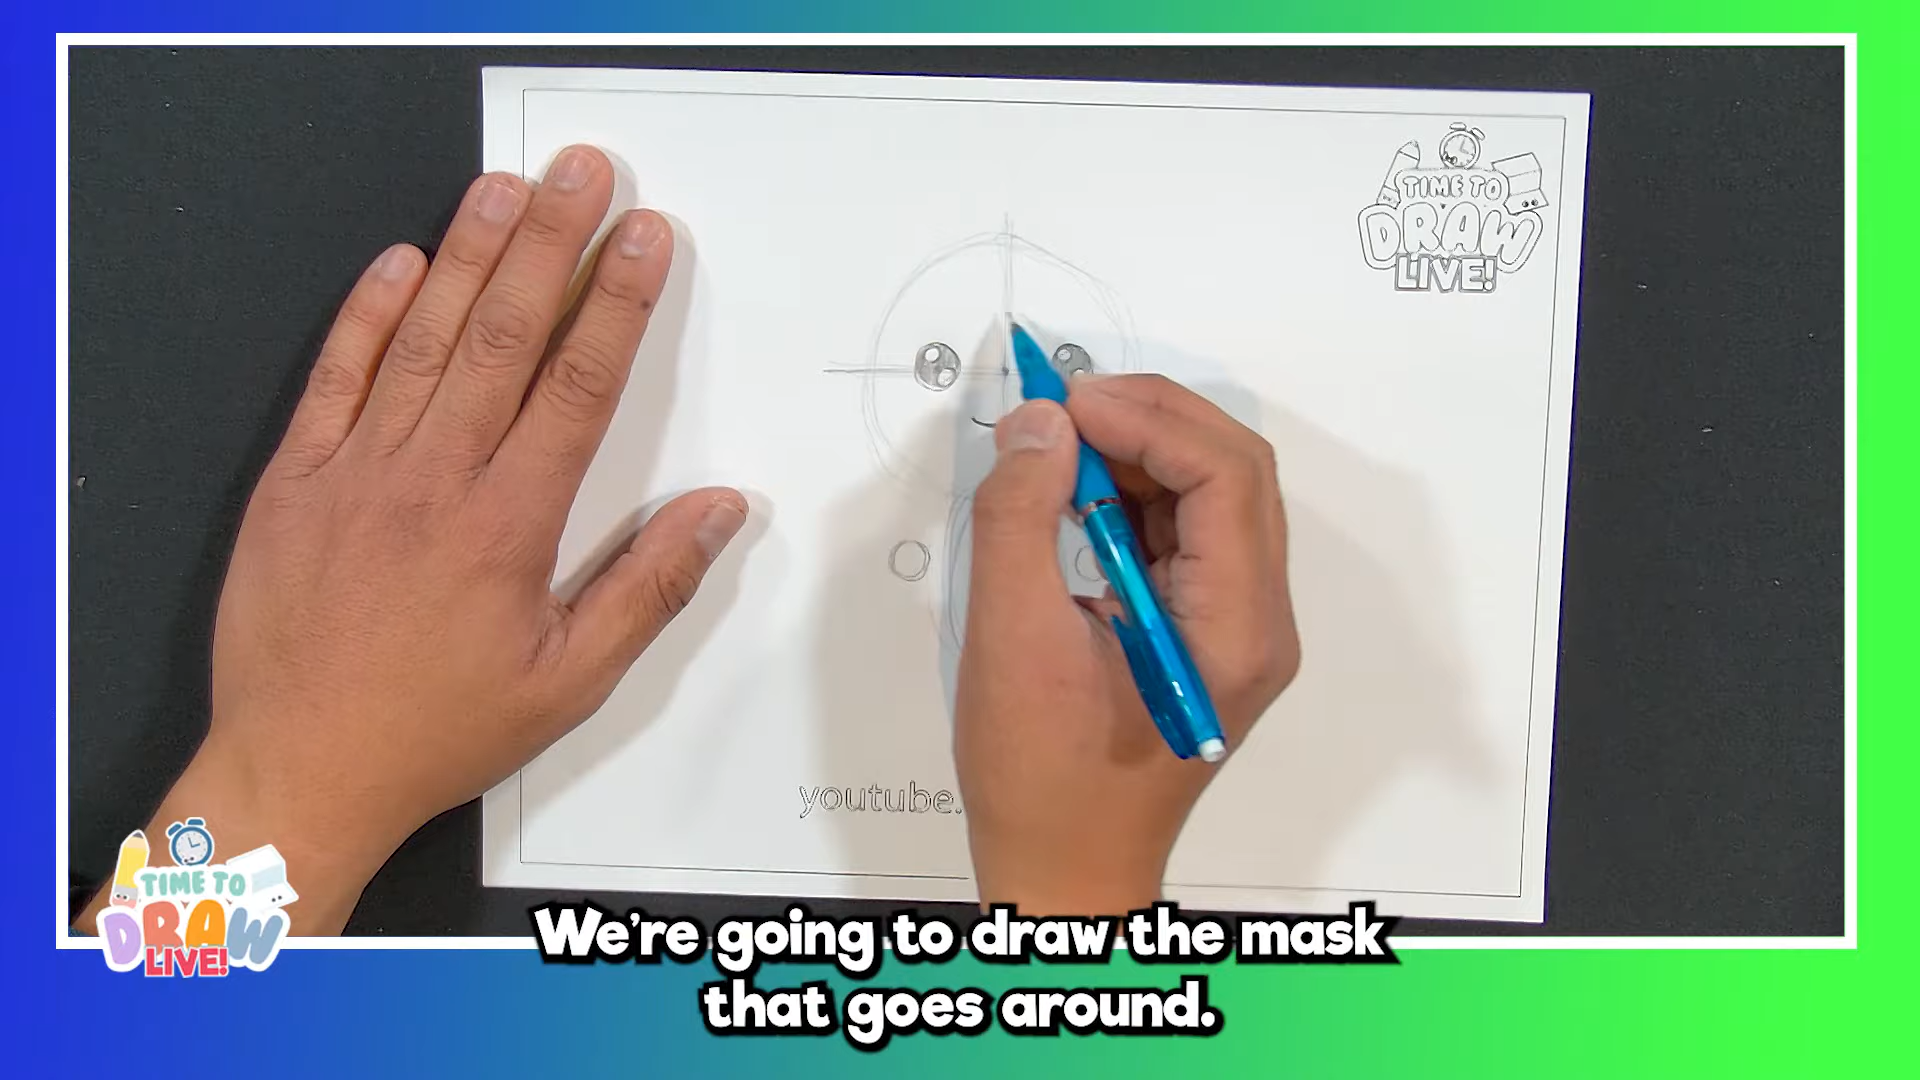 TIME TO
DRAW
LIVE!
youtube.
TIME TO
DRAW
LIVE!
We're going to draw the mask
that goes around.